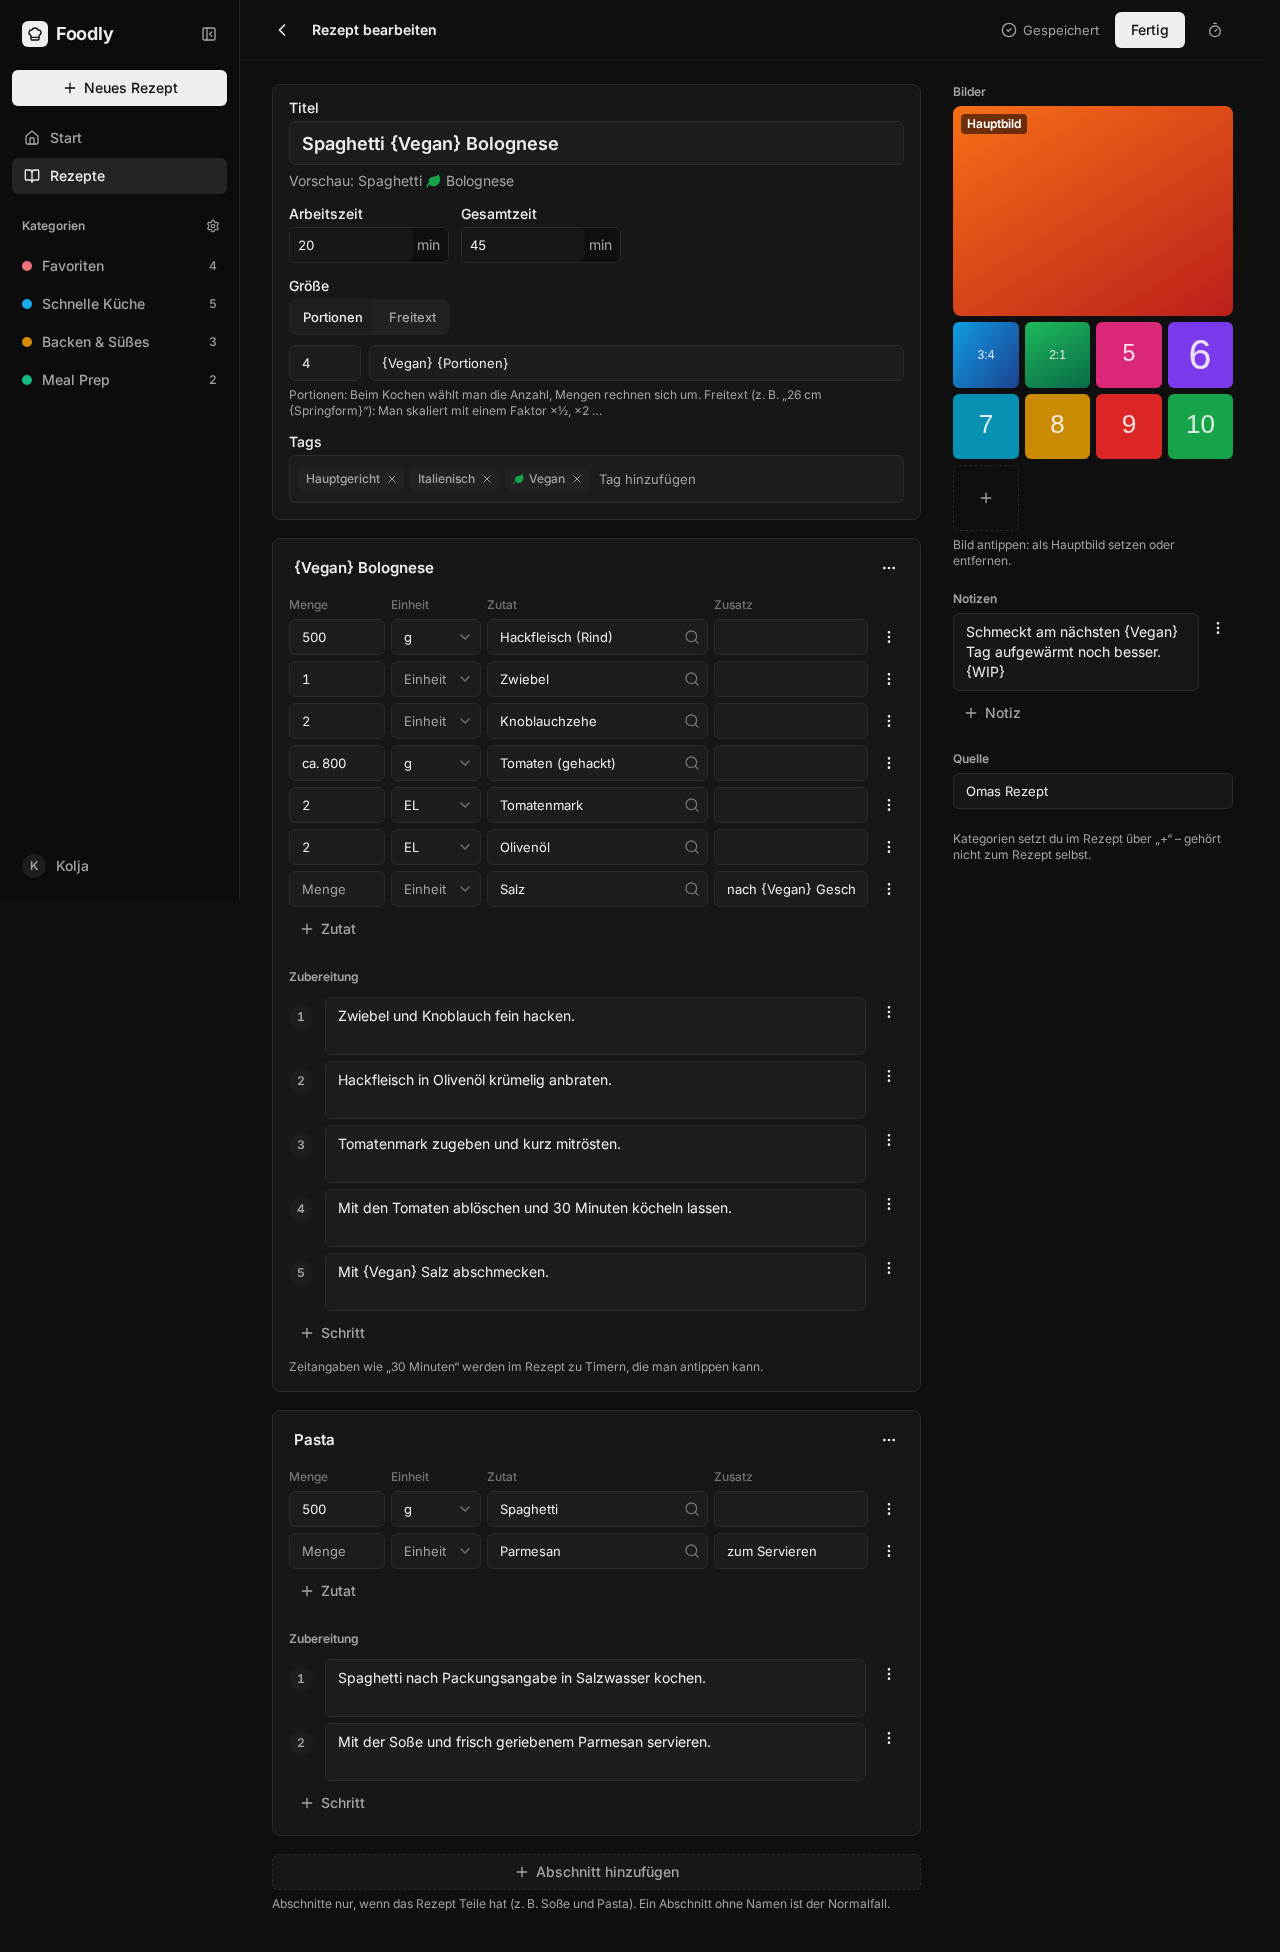 Foodly
Neues Rezept
Start
Rezepte
Kategorien
Favoriten 4
Schnelle Küche 5
Backen & Süßes 3
Meal Prep 2
K Kolja
Rezept bearbeiten
Gespeichert
Fertig
Titel
Spaghetti {Vegan} Bolognese
Vorschau: Spaghetti Bolognese
Arbeitszeit Gesamtzeit
20 min 45 min
Größe
Portionen Freitext
4 {Vegan} {Portionen}
Portionen: Beim Kochen wählt man die Anzahl, Mengen rechnen sich um. Freitext (z. B. „26 cm
{Springform}“): Man skaliert mit einem Faktor ×½, ×2 …
Tags
Hauptgericht Italienisch Vegan Tag hinzufügen
{Vegan} Bolognese
Menge Einheit Zutat Zusatz
500 g Hackfleisch (Rind)
1 Einheit Zwiebel
2 Einheit Knoblauchzehe
ca. 800 g Tomaten (gehackt)
2 EL Tomatenmark
2 EL Olivenöl
Menge Einheit Salz nach {Vegan} Gesch
Zutat
Zubereitung
1 Zwiebel und Knoblauch fein hacken.
2 Hackfleisch in Olivenöl krümelig anbraten.
3 Tomatenmark zugeben und kurz mitrösten.
4 Mit den Tomaten ablöschen und 30 Minuten köcheln lassen.
5 Mit {Vegan} Salz abschmecken.
Schritt
Zeitangaben wie „30 Minuten“ werden im Rezept zu Timern, die man antippen kann.
Pasta
Menge Einheit Zutat Zusatz
500 g Spaghetti
Menge Einheit Parmesan zum Servieren
Zutat
Zubereitung
1 Spaghetti nach Packungsangabe in Salzwasser kochen.
2 Mit der Soße und frisch geriebenem Parmesan servieren.
Schritt
Abschnitt hinzufügen
Abschnitte nur, wenn das Rezept Teile hat (z. B. Soße und Pasta). Ein Abschnitt ohne Namen ist der Normalfall.
Bilder
Hauptbild
3:4 2:1 5 6
7 8 9 10
Bild antippen: als Hauptbild setzen oder
entfernen.
Notizen
Schmeckt am nächsten {Vegan}
Tag aufgewärmt noch besser.
{WIP}
Notiz
Quelle
Omas Rezept
Kategorien setzt du im Rezept über „+“ – gehört
nicht zum Rezept selbst.